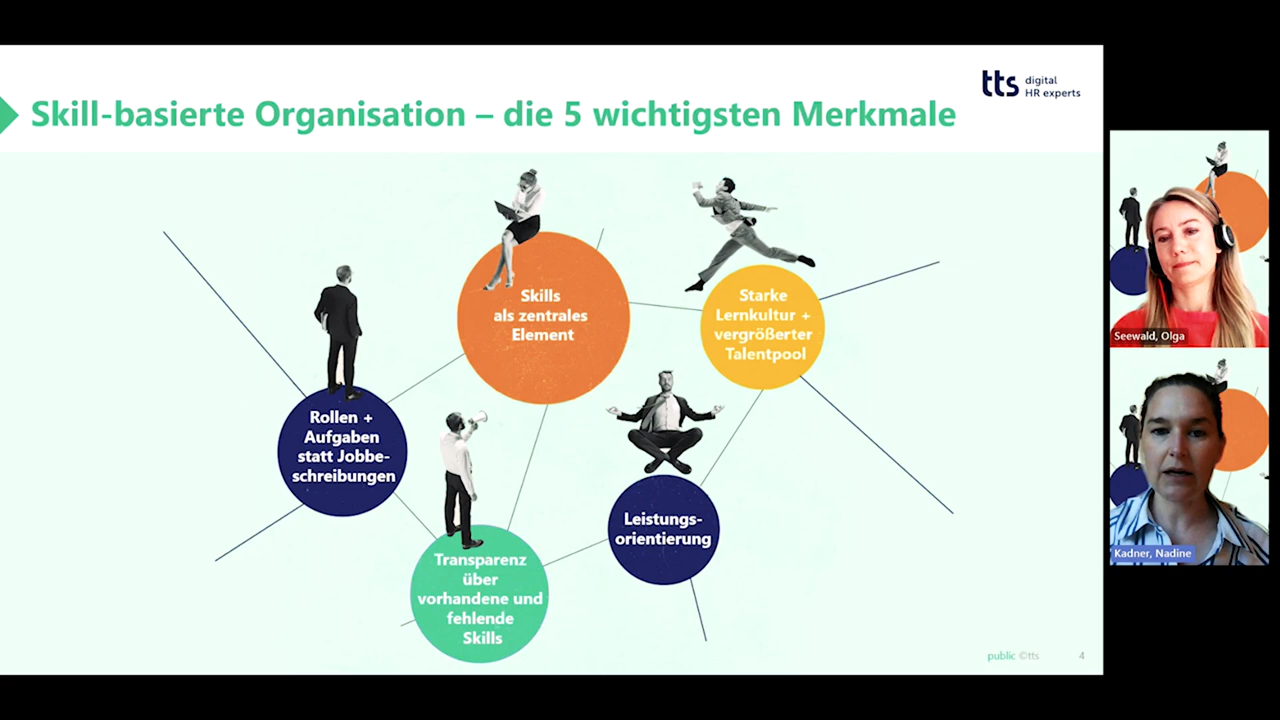 tts digital
HR experts
Skill-basierte Organisation – die 5 wichtigsten Merkmale
Skills
als zentrales
Element
Starke
Lernkultur +
vergrößerter
Talentpool
Rollen +
Aufgaben
statt Jobbe-
schreibungen
Leistungs-
orientierung
Transparenz
über
vorhandene und
fehlende
Skills
public ©tts
4
Seewald, Olga
Kadner, Nadine